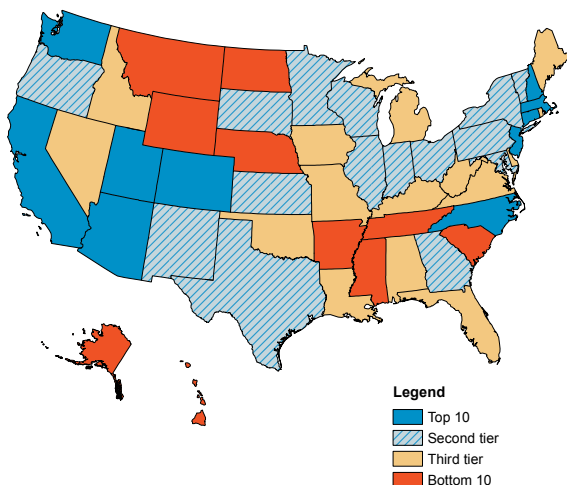 Legend
Top 10
Second tier
Third tier
Bottom 10